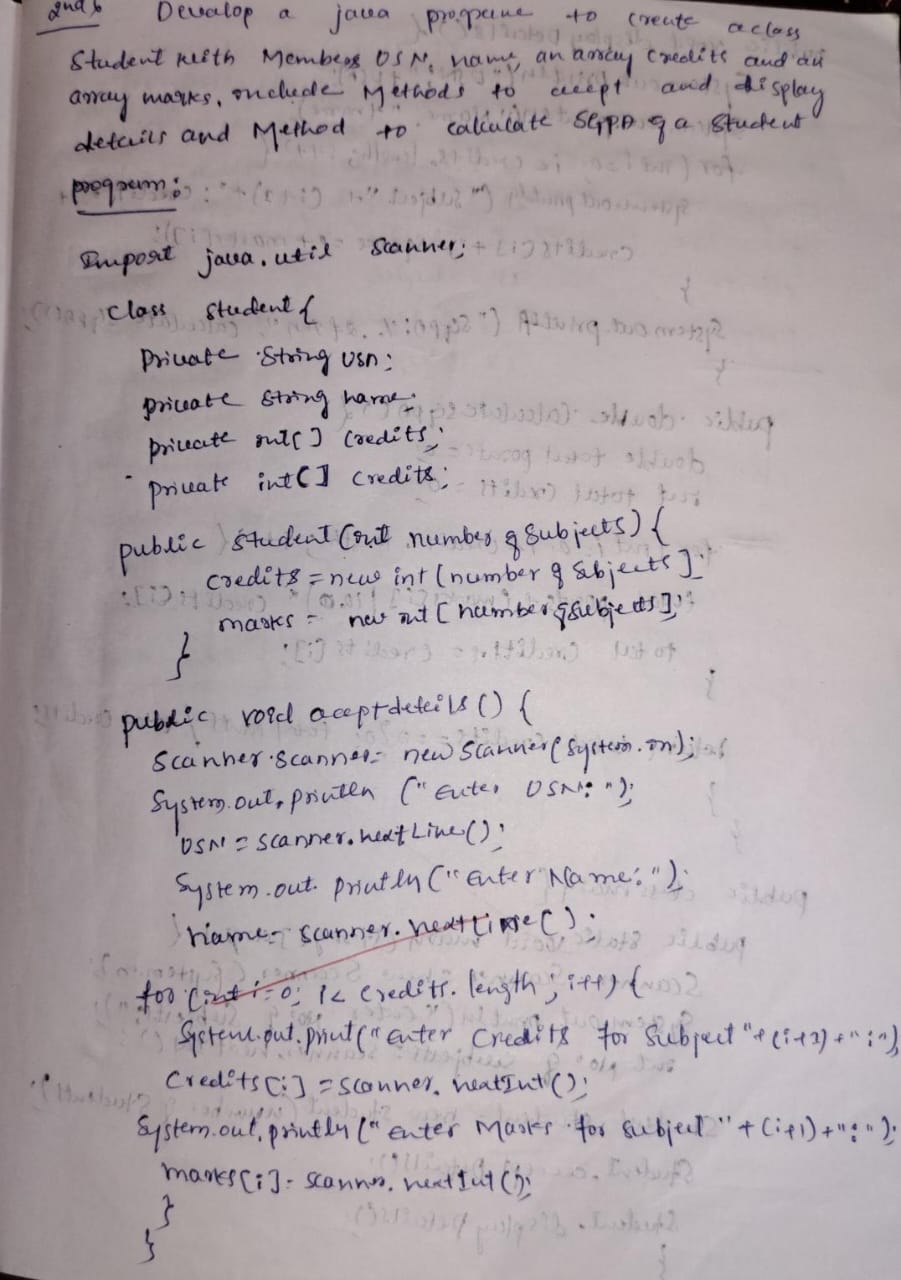 2nd b Develop a java programe to create a class
Student with Members USN, name, an array credits and an
array marks, include Methods to accept and display
details and Method to calculate SGPA of a student
program:
Import java.util Scanner;
class Student {
private String USN;
private String name;
private int[] credits;
private int[] credits;
public Student (int number of Subjects) {
credits = new int [number of Subjects];
marks = new int [number of Subjects];
}
public void acceptdetails () {
Scanner scanner = new Scanner (System.in);
System.out.println ("Enter USN: ");
USN = scanner.nextLine();
System.out.println ("Enter Name: ");
Name = scanner.nextLine();
for (int i=0; i< credits.length; i++) {
System.out.print ("Enter Credits for Subject "+(i+1)+":");
Credits[i] = scanner.nextInt();
System.out.println ("Enter Marks for Subject "+(i+1)+":");
marks[i] = scanner.nextInt();
}
}